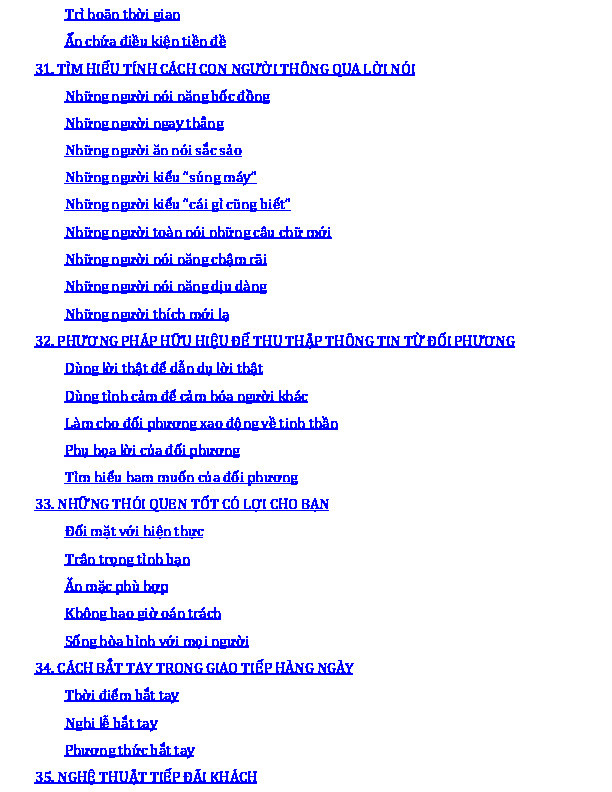 Trì hoãn thời gian
Ẩn chứa điều kiện tiền đề
31. TÌM HIỂU TÍNH CÁCH CON NGƯỜI THÔNG QUA LỜI NÓI
Những người nói năng bốc đồng
Những người ngay thẳng
Những người ăn nói sắc sảo
Những người kiểu “súng máy”
Những người kiểu “cái gì cũng biết”
Những người toàn nói những câu chữ mới
Những người nói năng chậm rãi
Những người nói năng dịu dàng
Những người thích mới lạ
32. PHƯƠNG PHÁP HỮU HIỆU ĐỂ THU THẬP THÔNG TIN TỪ ĐỐI PHƯƠNG
Dùng lời thật để dẫn dụ lời thật
Dùng tình cảm để cảm hóa người khác
Làm cho đối phương xao động về tinh thần
Phụ họa lời của đối phương
Tìm hiểu ham muốn của đối phương
33. NHỮNG THÓI QUEN TỐT CÓ LỢI CHO BẠN
Đối mặt với hiện thực
Trân trọng tình bạn
Ăn mặc phù hợp
Không bao giờ oán trách
Sống hòa bình với mọi người
34. CÁCH BẮT TAY TRONG GIAO TIẾP HÀNG NGÀY
Thời điểm bắt tay
Nghi lễ bắt tay
Phương thức bắt tay
35. NGHỆ THUẬT TIẾP ĐÃI KHÁCH